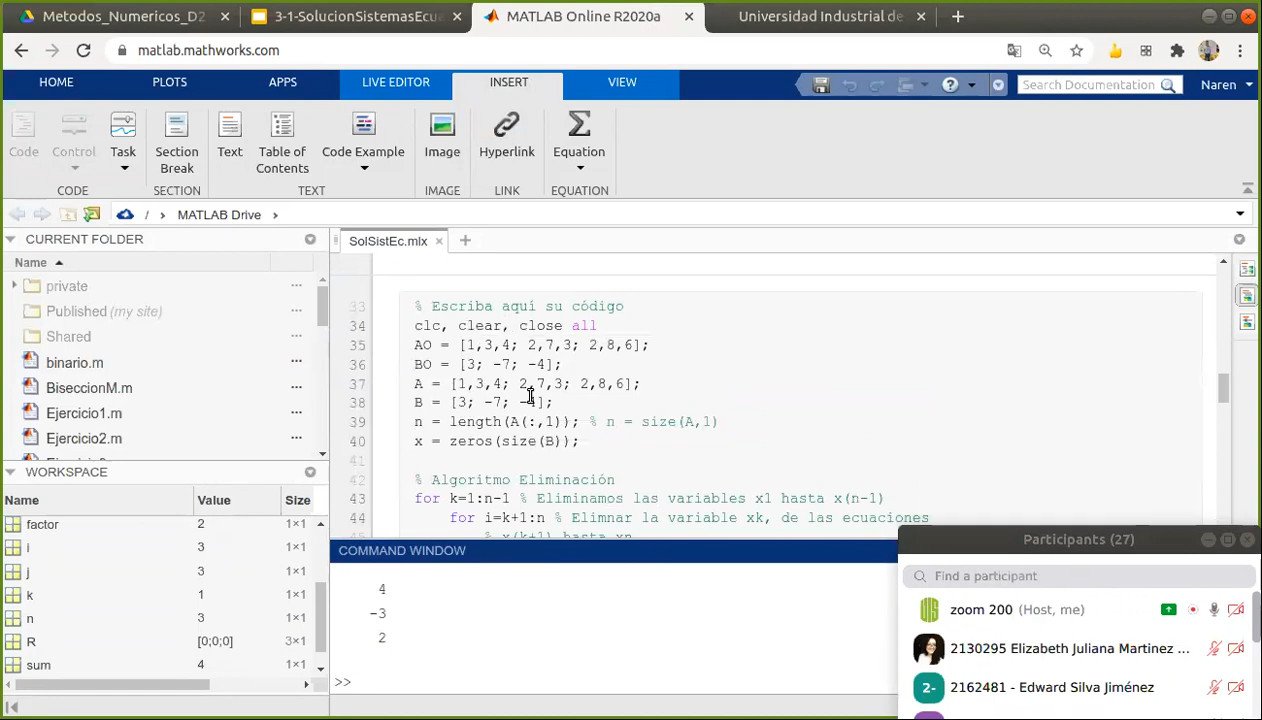 Metodos_Numericos_D2
3-1-SolucionSistemasEcu
MATLAB Online R2020a
Universidad Industrial de
matlab.mathworks.com
HOME PLOTS APPS LIVE EDITOR INSERT VIEW
Search Documentation
Naren
Code Control Task Section Break Text Table of Contents Code Example Image Hyperlink Equation
CODE SECTION TEXT IMAGE LINK EQUATION
/ MATLAB Drive
CURRENT FOLDER
Name
private
Published (my site)
Shared
binario.m
BiseccionM.m
Ejercicio1.m
Ejercicio2.m
WORKSPACE
Name Value Size
factor 2 1×1
i 3 1×1
j 3 1×1
k 1 1×1
n 3 1×1
R [0;0;0] 3×1
sum 4 1×1
SolSistEc.mlx
33 % Escriba aquí su código
34 clc, clear, close all
35 AO = [1,3,4; 2,7,3; 2,8,6];
36 BO = [3; -7; -4];
37 A = [1,3,4; 2,7,3; 2,8,6];
38 B = [3; -7; -4];
39 n = length(A(:,1)); % n = size(A,1)
40 x = zeros(size(B));
41
42 % Algoritmo Eliminación
43 for k=1:n-1 % Eliminamos las variables x1 hasta x(n-1)
44 for i=k+1:n % Elimnar la variable xk, de las ecuaciones
% x(k+1) hasta xn
COMMAND WINDOW
4
-3
2
>>
Participants (27)
Find a participant
zoom 200 (Host, me)
2130295 Elizabeth Juliana Martinez ...
2-
2162481 - Edward Silva Jiménez